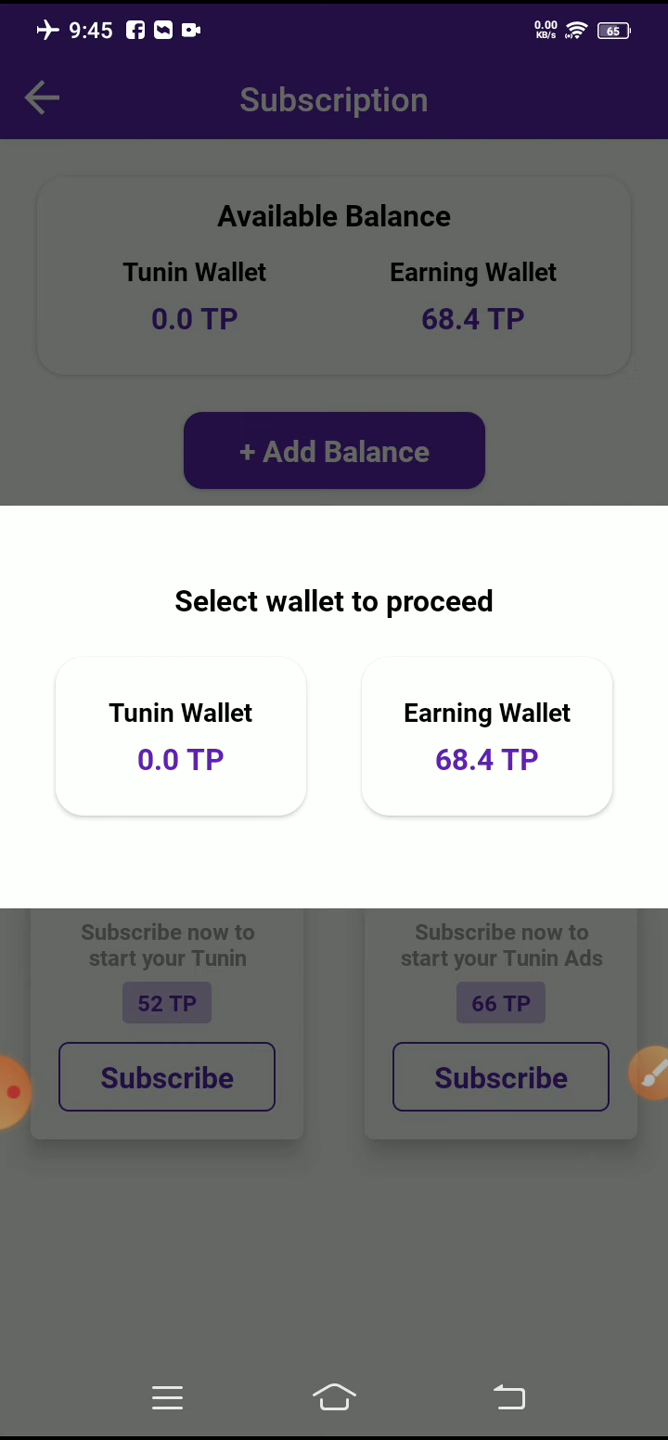 9:45
0.00
KB/s
65
Subscription
Available Balance
Tunin Wallet
Earning Wallet
0.0 TP
68.4 TP
+ Add Balance
Select wallet to proceed
Tunin Wallet
Earning Wallet
0.0 TP
68.4 TP
Subscribe now to
start your Tunin
52 TP
Subscribe
Subscribe now to
start your Tunin Ads
66 TP
Subscribe